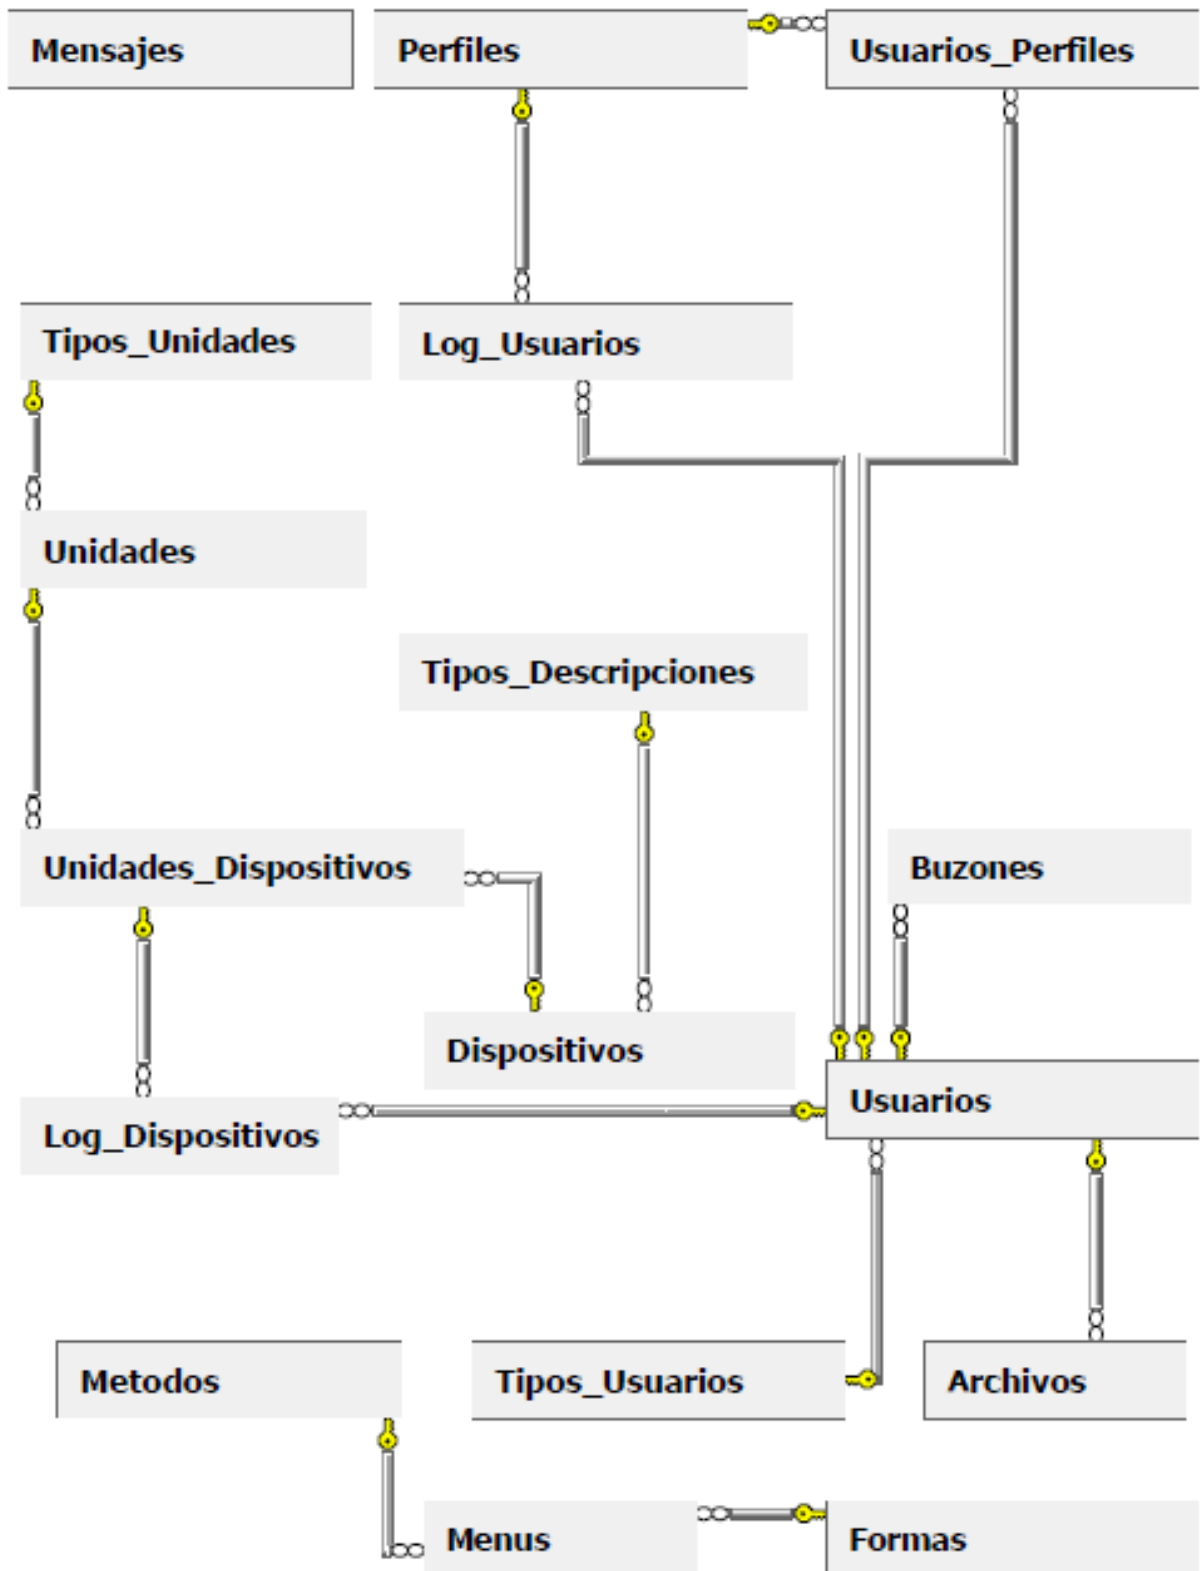 Mensajes
Perfiles
Usuarios_Perfiles
Tipos_Unidades
Log_Usuarios
Unidades
Tipos_Descripciones
Unidades_Dispositivos
Buzones
Dispositivos
Usuarios
Log_Dispositivos
Metodos
Tipos_Usuarios
Archivos
Menus
Formas